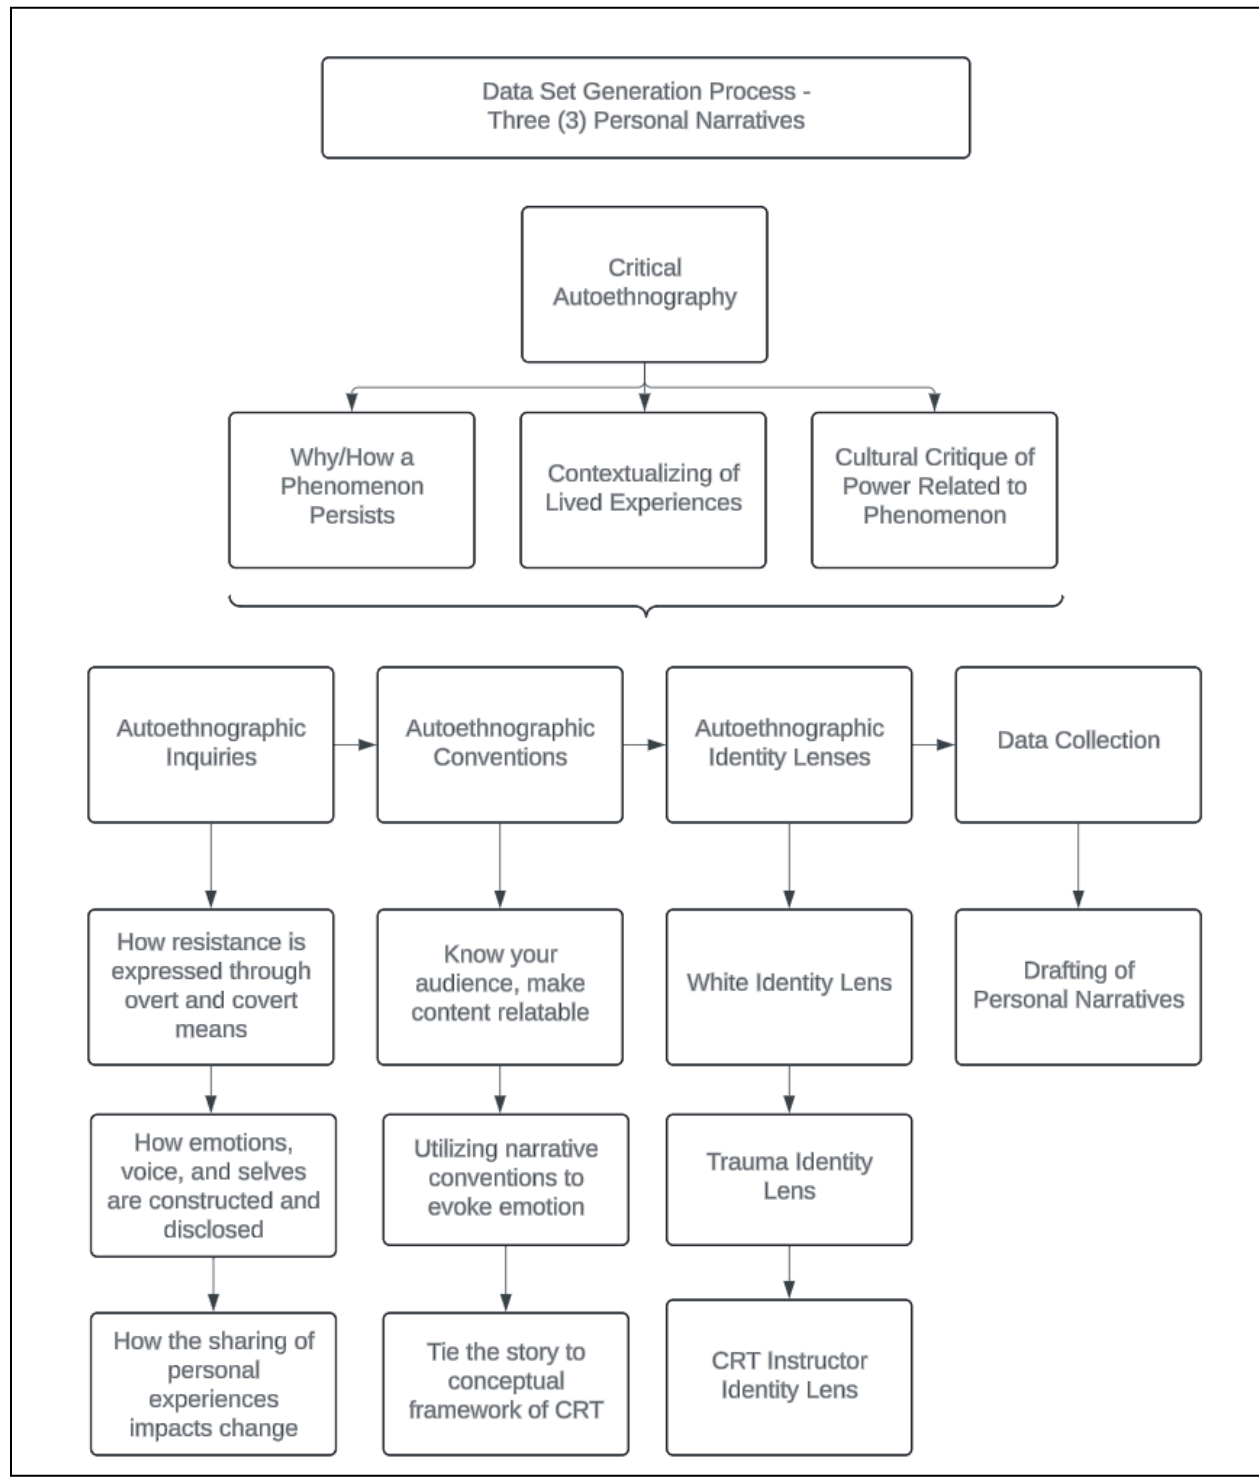 Data Set Generation Process -
Three (3) Personal Narratives
Critical
Autoethnography
Why/How a
Phenomenon
Persists
Contextualizing of
Lived Experiences
Cultural Critique of
Power Related to
Phenomenon
Autoethnographic
Inquiries
Autoethnographic
Conventions
Autoethnographic
Identity Lenses
Data Collection
How resistance is
expressed through
overt and covert
means
Know your
audience, make
content relatable
White Identity Lens
Drafting of
Personal Narratives
How emotions,
voice, and selves
are constructed and
disclosed
Utilizing narrative
conventions to
evoke emotion
Trauma Identity
Lens
How the sharing of
personal
experiences
impacts change
Tie the story to
conceptual
framework of CRT
CRT Instructor
Identity Lens